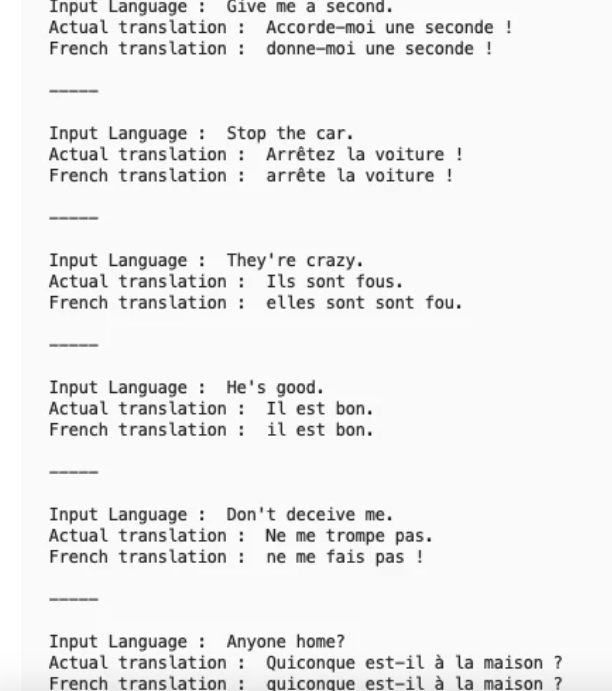 Input Language :  Give me a second.
Actual translation :  Accorde-moi une seconde !
French translation :  donne-moi une seconde !
-----
Input Language :  Stop the car.
Actual translation :  Arrêtez la voiture !
French translation :  arrête la voiture !
-----
Input Language :  They're crazy.
Actual translation :  Ils sont fous.
French translation :  elles sont sont fou.
-----
Input Language :  He's good.
Actual translation :  Il est bon.
French translation :  il est bon.
-----
Input Language :  Don't deceive me.
Actual translation :  Ne me trompe pas.
French translation :  ne me fais pas !
-----
Input Language :  Anyone home?
Actual translation :  Quiconque est-il à la maison ?
French translation :  quiconque est-il à la maison ?